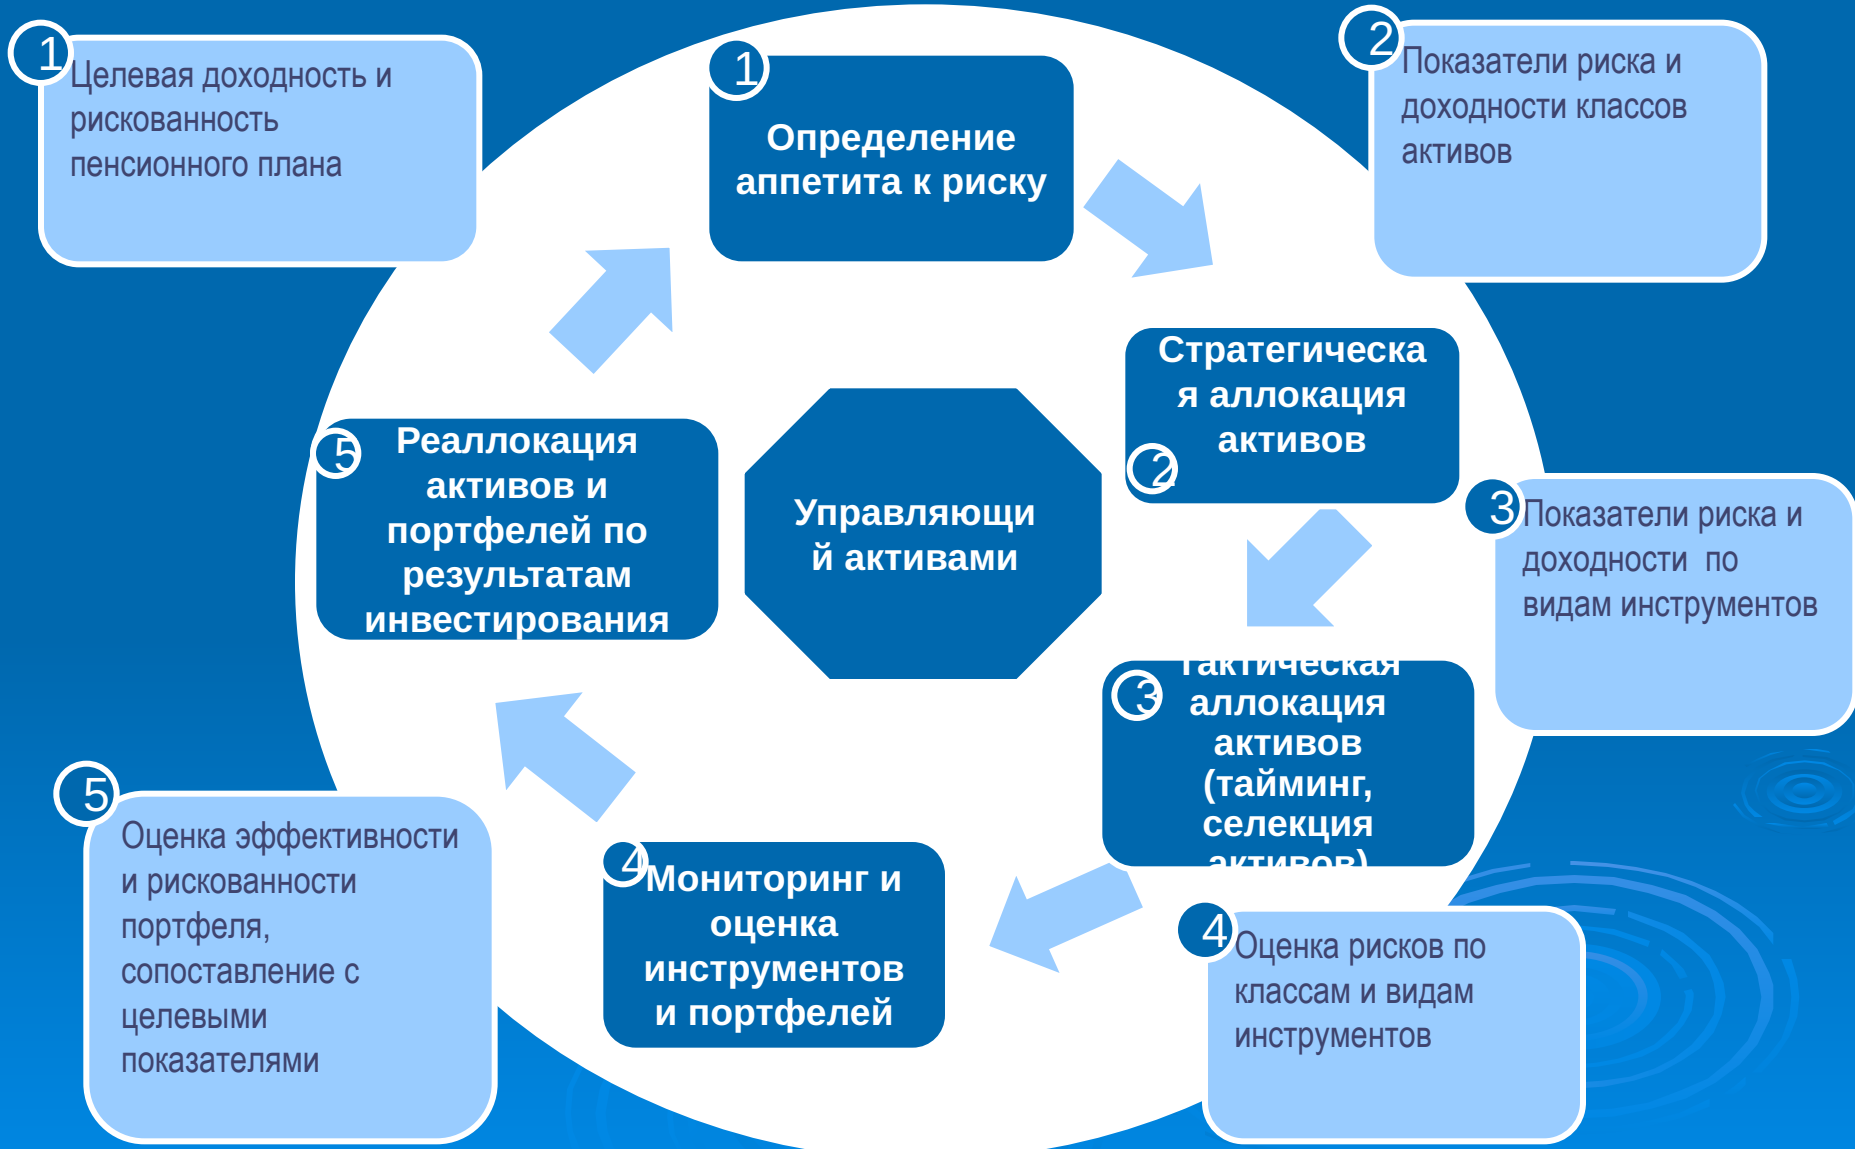 1
Целевая доходность и
рискованность
пенсионного плана
1
Определение
аппетита к риску
2
Показатели риска и
доходности классов
активов
Стратегическа
я аллокация
активов
2
3
Показатели риска и
доходности по
видам инструментов
5
Реаллокация
активов и
портфелей по
результатам
инвестирования
Управляющи
й активами
3
Тактическая
аллокация
активов
(тайминг,
селекция
активов)
4
Мониторинг и
оценка
инструментов
и портфелей
4
Оценка рисков по
классам и видам
инструментов
5
Оценка эффективности
и рискованности
портфеля,
сопоставление с
целевыми
показателями